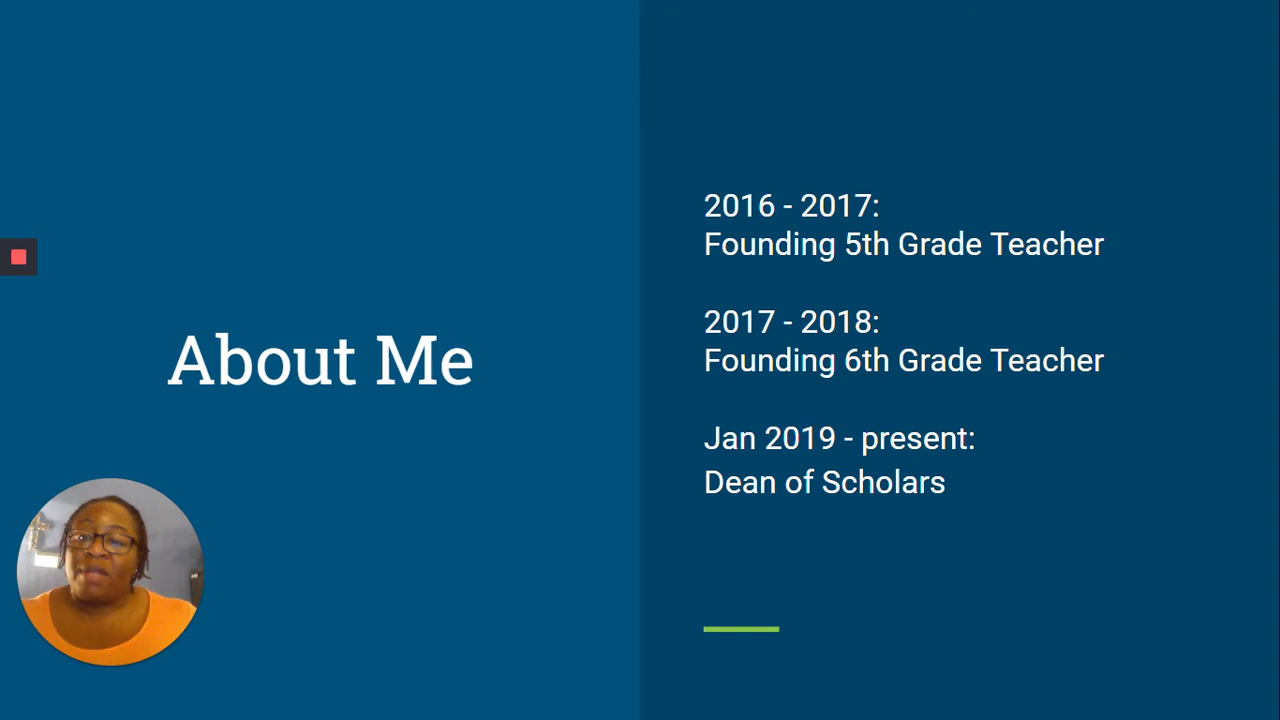 About Me
2016 - 2017:
Founding 5th Grade Teacher
2017 - 2018:
Founding 6th Grade Teacher
Jan 2019 - present:
Dean of Scholars